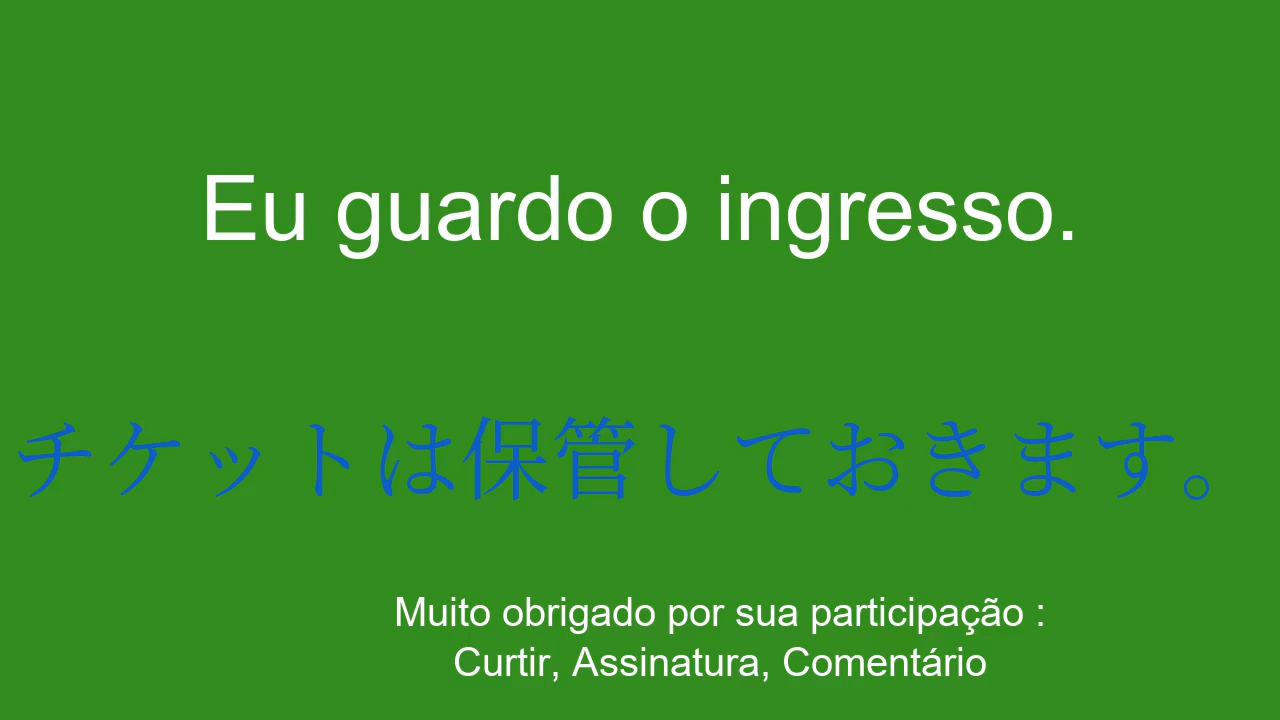 Eu guardo o ingresso.
チケットは保管しておきます。
Muito obrigado por sua participação :
Curtir, Assinatura, Comentário